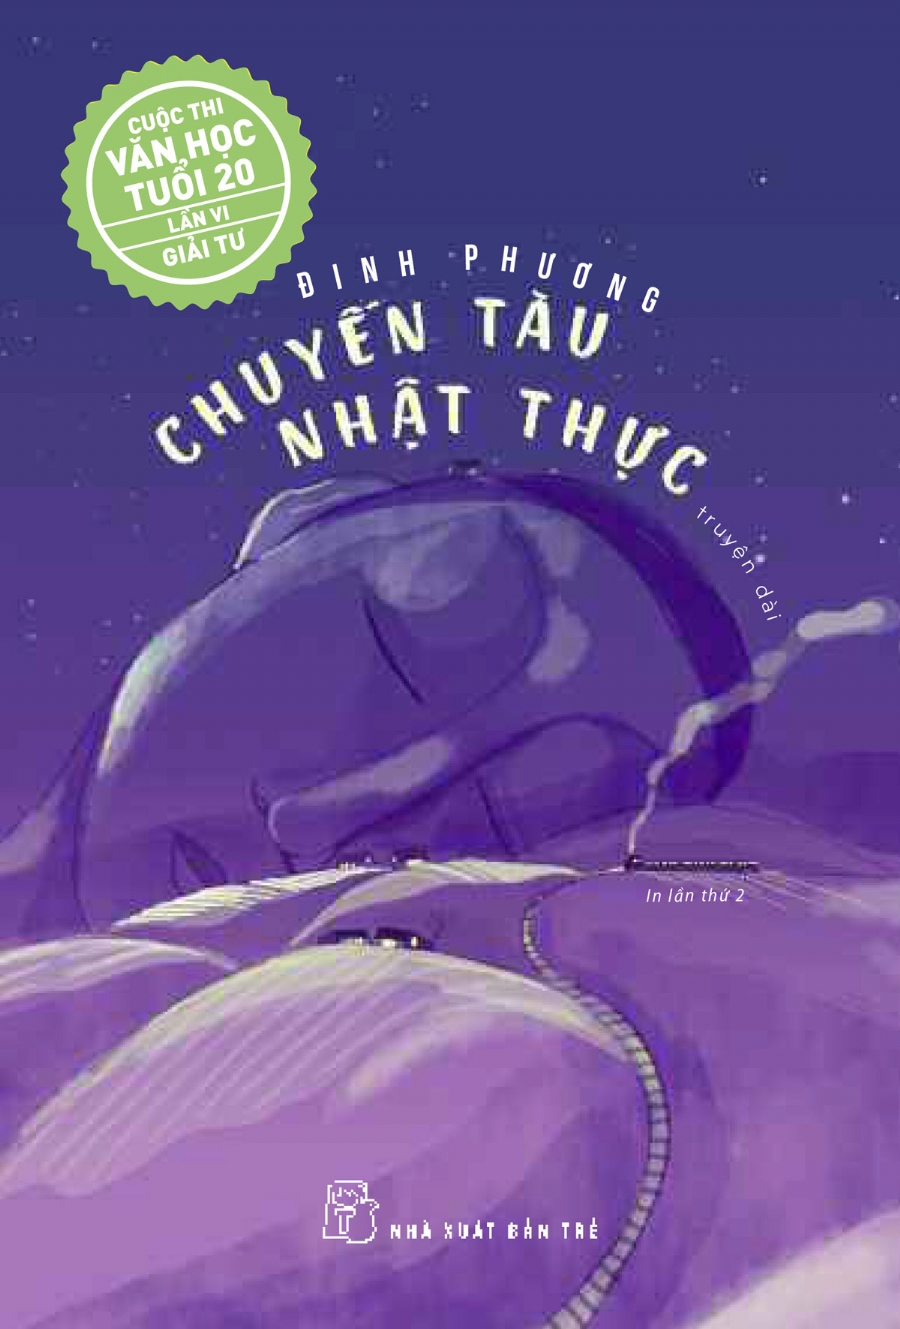 CUỘC THI
VĂN HỌC
TUỔI 20
LẦN VI
GIẢI TƯ
ĐINH PHƯƠNG
CHUYẾN TÀU
NHẬT THỰC
truyện dài
In lần thứ 2
NHÀ XUẤT BẢN TRẺ